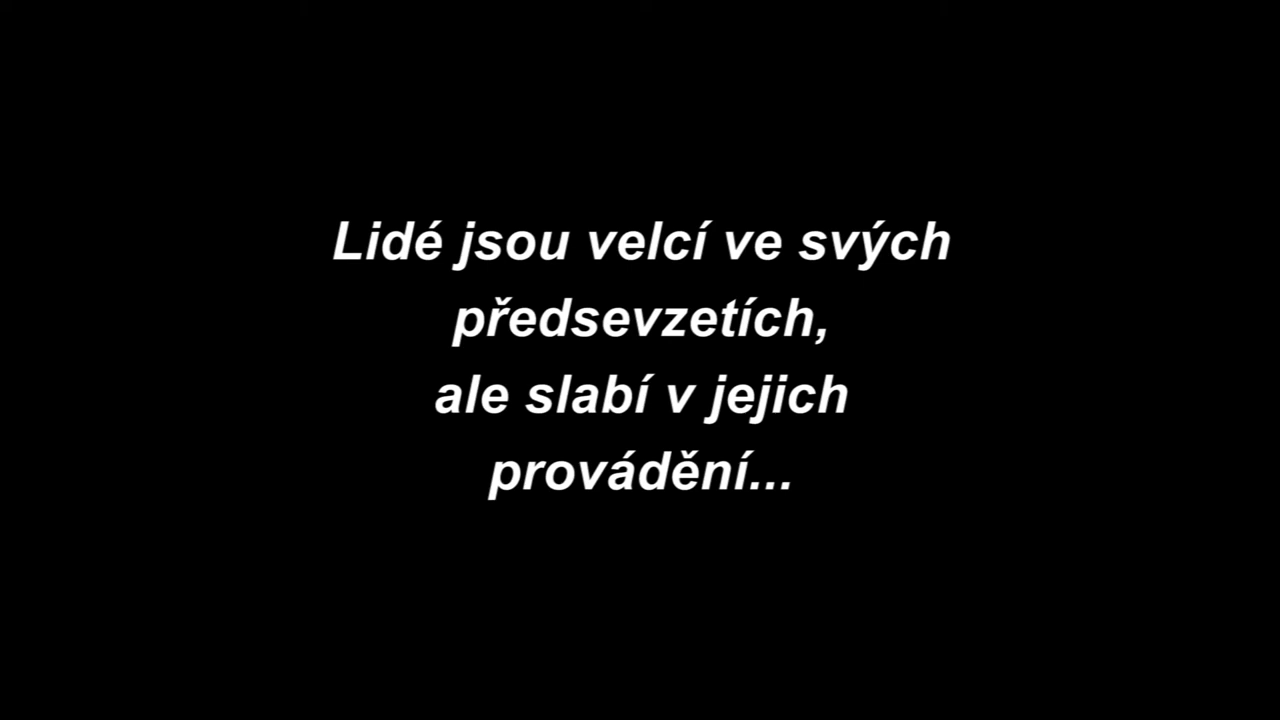 Lidé jsou velcí ve svých
předsevzetích,
ale slabí v jejich
provádění...